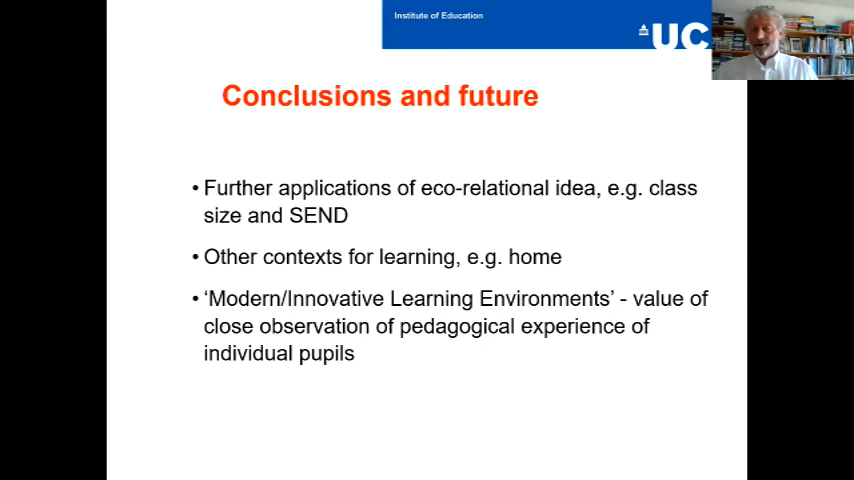 Institute of Education
UC
Conclusions and future
• Further applications of eco-relational idea, e.g. class
size and SEND
• Other contexts for learning, e.g. home
• ‘Modern/Innovative Learning Environments’ - value of
close observation of pedagogical experience of
individual pupils